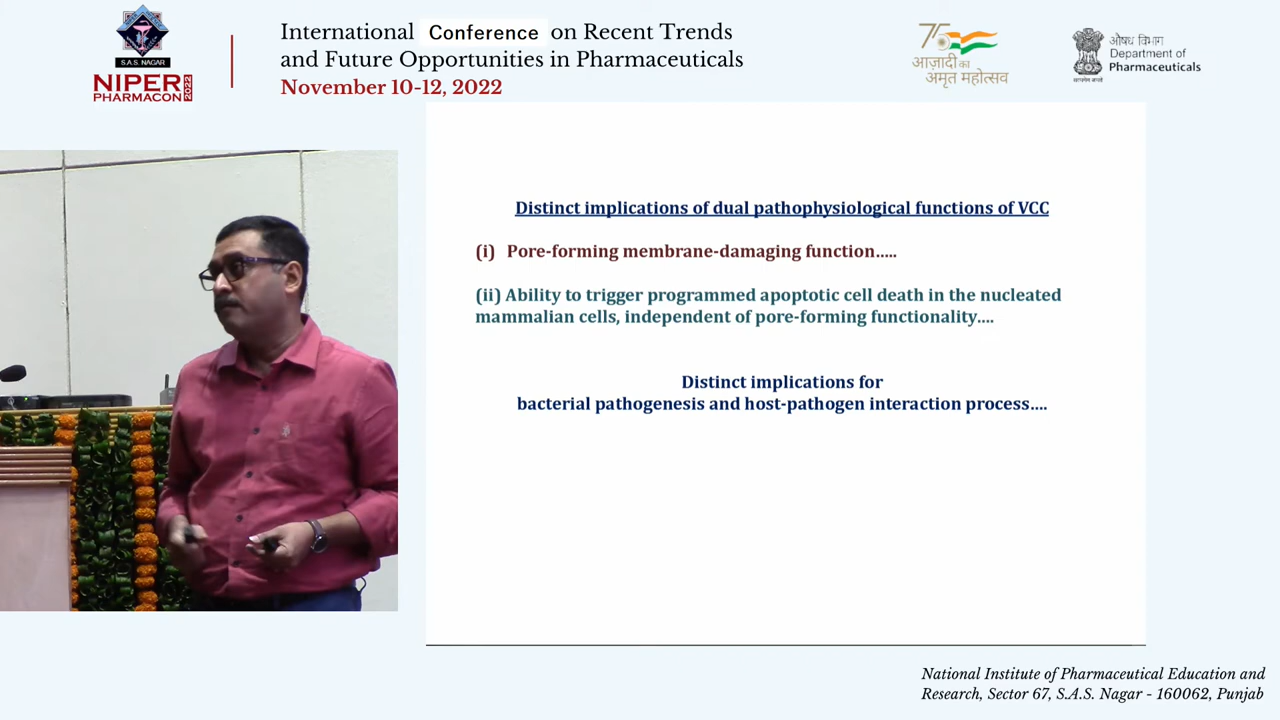 S.A.S. NAGAR
NIPER
PHARMACON 2022
International Conference on Recent Trends
and Future Opportunities in Pharmaceuticals
November 10-12, 2022
75
आज़ादी का
अमृत महोत्सव
औषध विभाग
Department of
Pharmaceuticals
सत्यमेव जयते
Distinct implications of dual pathophysiological functions of VCC
(i) Pore-forming membrane-damaging function.....
(ii) Ability to trigger programmed apoptotic cell death in the nucleated
mammalian cells, independent of pore-forming functionality....
Distinct implications for
bacterial pathogenesis and host-pathogen interaction process....
National Institute of Pharmaceutical Education and
Research, Sector 67, S.A.S. Nagar - 160062, Punjab